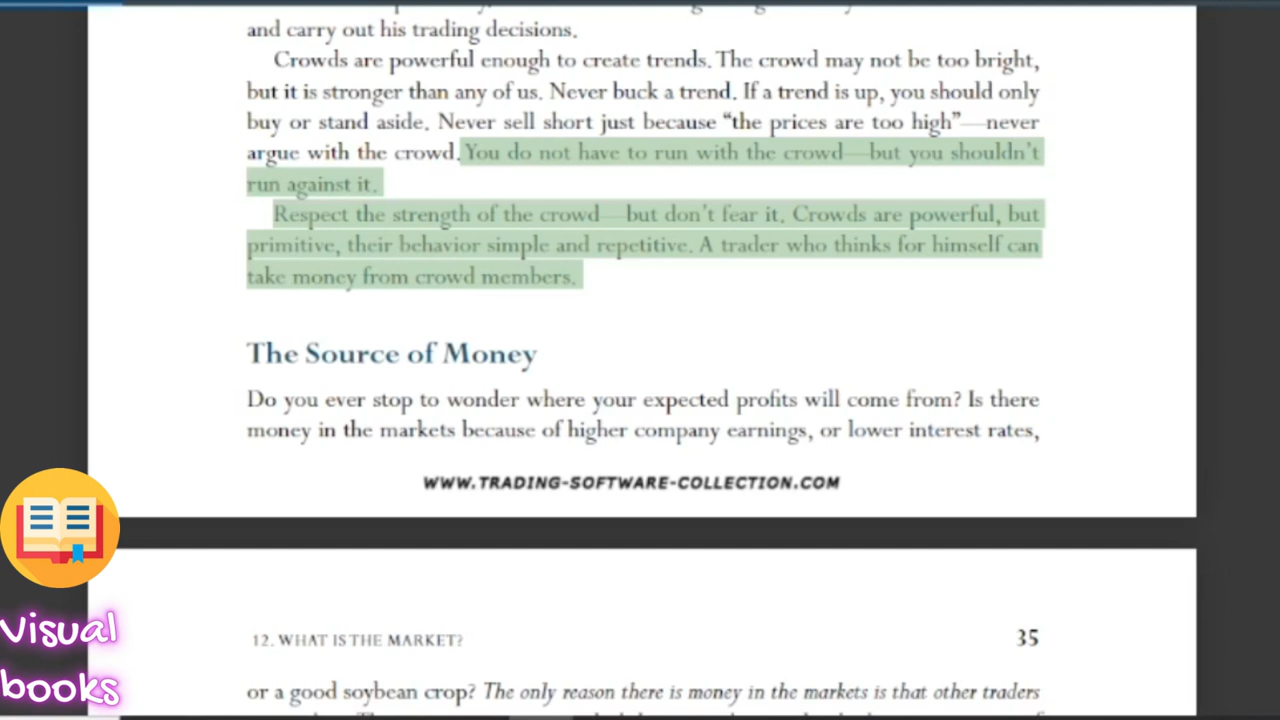 and carry out his trading decisions.
Crowds are powerful enough to create trends. The crowd may not be too bright,
but it is stronger than any of us. Never buck a trend. If a trend is up, you should only
buy or stand aside. Never sell short just because “the prices are too high”—never
argue with the crowd. You do not have to run with the crowd—but you shouldn’t
run against it.
Respect the strength of the crowd—but don’t fear it. Crowds are powerful, but
primitive, their behavior simple and repetitive. A trader who thinks for himself can
take money from crowd members.
The Source of Money
Do you ever stop to wonder where your expected profits will come from? Is there
money in the markets because of higher company earnings, or lower interest rates,
WWW.TRADING-SOFTWARE-COLLECTION.COM
Visual
books
12. WHAT IS THE MARKET?
35
or a good soybean crop? The only reason there is money in the markets is that other traders